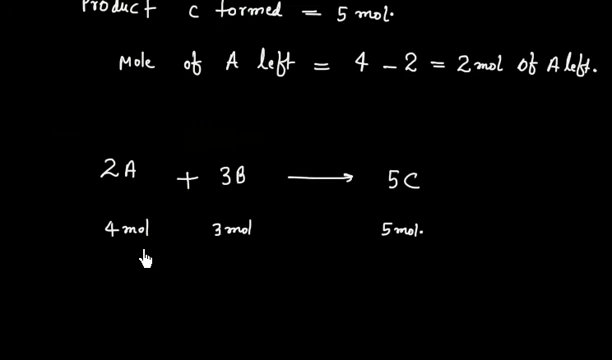 Product C formed = 5 mol.
Mole of A left = 4 - 2 = 2 mol of A left.
2A + 3B ⟶ 5C
4 mol 3 mol 5 mol.